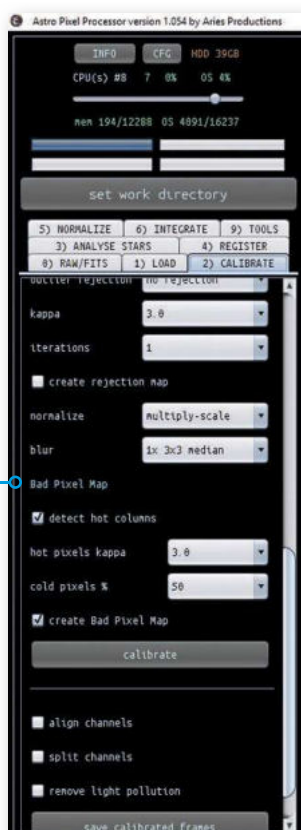 Astro Pixel Processor version 1.054 by Aries Productions
INFO CFG HDD 39GB
CPU(s) #8 7 0% OS 4%
mem 194/12288 OS 4091/16237
set work directory
5) NORMALIZE 6) INTEGRATE 9) TOOLS
3) ANALYSE STARS 4) REGISTER
0) RAW/FITS 1) LOAD 2) CALIBRATE
outlier rejection no rejection
kappa 3.0
iterations 1
create rejection map
normalize multiply-scale
blur 1x 3x3 median
Bad Pixel Map
detect hot columns
hot pixels kappa 3.0
cold pixels % 50
create Bad Pixel Map
calibrate
align channels
split channels
remove light pollution
save calibrated frames